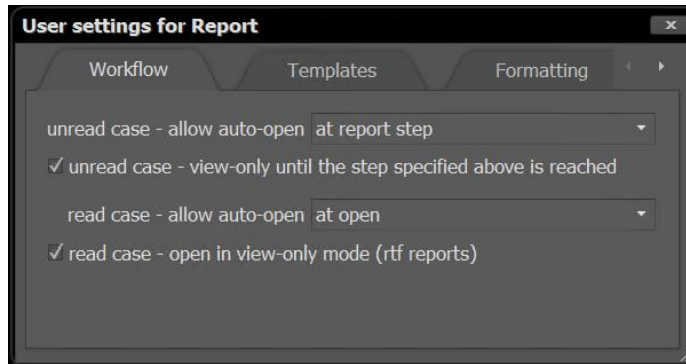 User settings for Report
Workflow Templates Formatting
unread case - allow auto-open at report step
unread case - view-only until the step specified above is reached
read case - allow auto-open at open
read case - open in view-only mode (rtf reports)